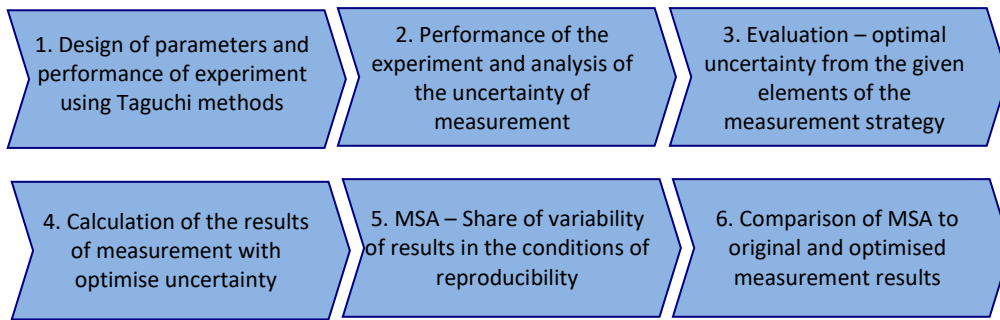 1. Design of parameters and
performance of experiment
using Taguchi methods
2. Performance of the
experiment and analysis of
the uncertainty of
measurement
3. Evaluation – optimal
uncertainty from the given
elements of the
measurement strategy
4. Calculation of the results
of measurement with
optimise uncertainty
5. MSA – Share of variability
of results in the conditions of
reproducibility
6. Comparison of MSA to
original and optimised
measurement results